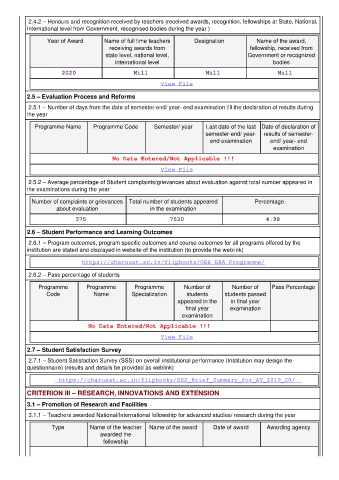 2.4.2 – Honours and recognition received by teachers (received awards, recognition, fellowships at State, National,
International level from Government, recognised bodies during the year )
Year of Award
Name of full time teachers
receiving awards from
state level, national level,
international level
Designation
Name of the award,
fellowship, received from
Government or recognized
bodies
2020
Nill
Nill
Nill
View File
2.5 – Evaluation Process and Reforms
2.5.1 – Number of days from the date of semester-end/ year- end examination till the declaration of results during
the year
Programme Name
Programme Code
Semester/ year
Last date of the last
semester-end/ year-
end examination
Date of declaration of
results of semester-
end/ year- end
examination
No Data Entered/Not Applicable !!!
View File
2.5.2 – Average percentage of Student complaints/grievances about evaluation against total number appeared in
the examinations during the year
Number of complaints or grievances
about evaluation
Total number of students appeared
in the examination
Percentage
375
7530
4.98
2.6 – Student Performance and Learning Outcomes
2.6.1 – Program outcomes, program specific outcomes and course outcomes for all programs offered by the
institution are stated and displayed in website of the institution (to provide the weblink)
https://charusat.ac.in/flipbooks/OBE_EPA_Programme/
2.6.2 – Pass percentage of students
Programme
Code
Programme
Name
Programme
Specialization
Number of
students
appeared in the
final year
examination
Number of
students passed
in final year
examination
Pass Percentage
No Data Entered/Not Applicable !!!
View File
2.7 – Student Satisfaction Survey
2.7.1 – Student Satisfaction Survey (SSS) on overall institutional performance (Institution may design the
questionnaire) (results and details be provided as weblink)
https://charusat.ac.in/flipbooks/SSS_Brief_Summary_for_AY_2019_20/
CRITERION III – RESEARCH, INNOVATIONS AND EXTENSION
3.1 – Promotion of Research and Facilities
3.1.1 – Teachers awarded National/International fellowship for advanced studies/ research during the year
Type
Name of the teacher
awarded the
fellowship
Name of the award
Date of award
Awarding agency